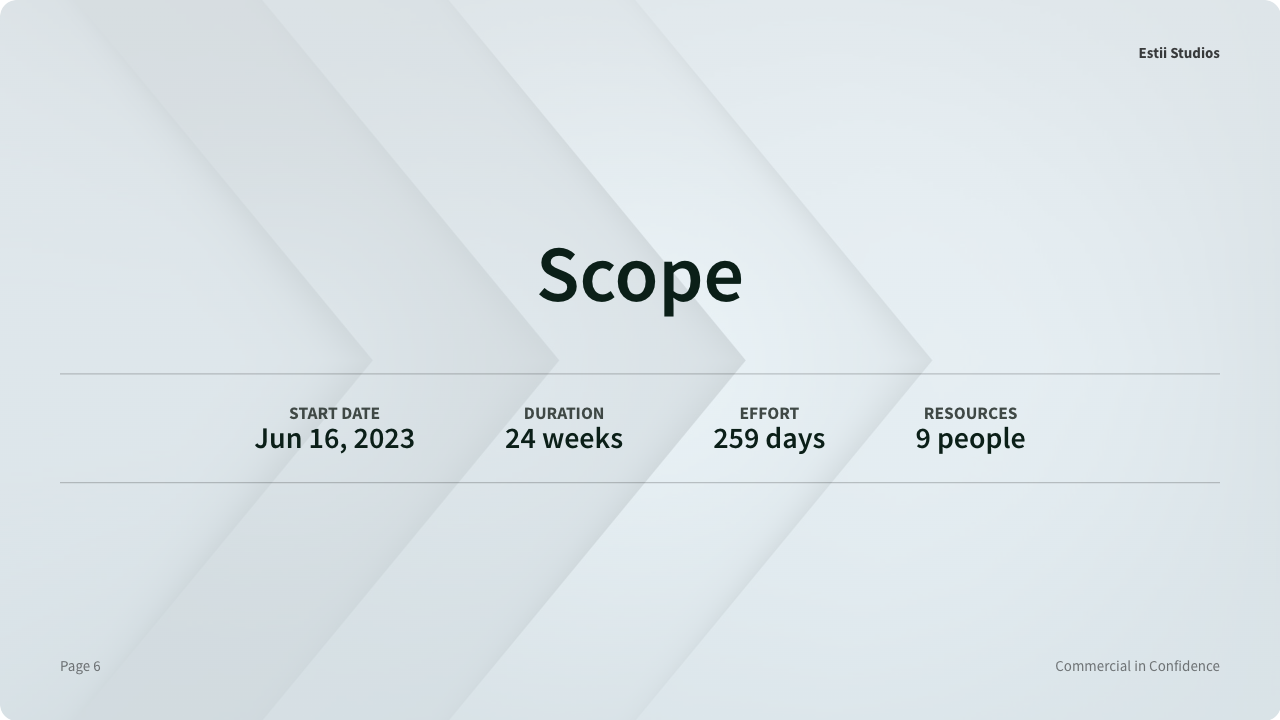 Estii Studios
Scope
START DATE
Jun 16, 2023
DURATION
24 weeks
EFFORT
259 days
RESOURCES
9 people
Page 6
Commercial in Confidence